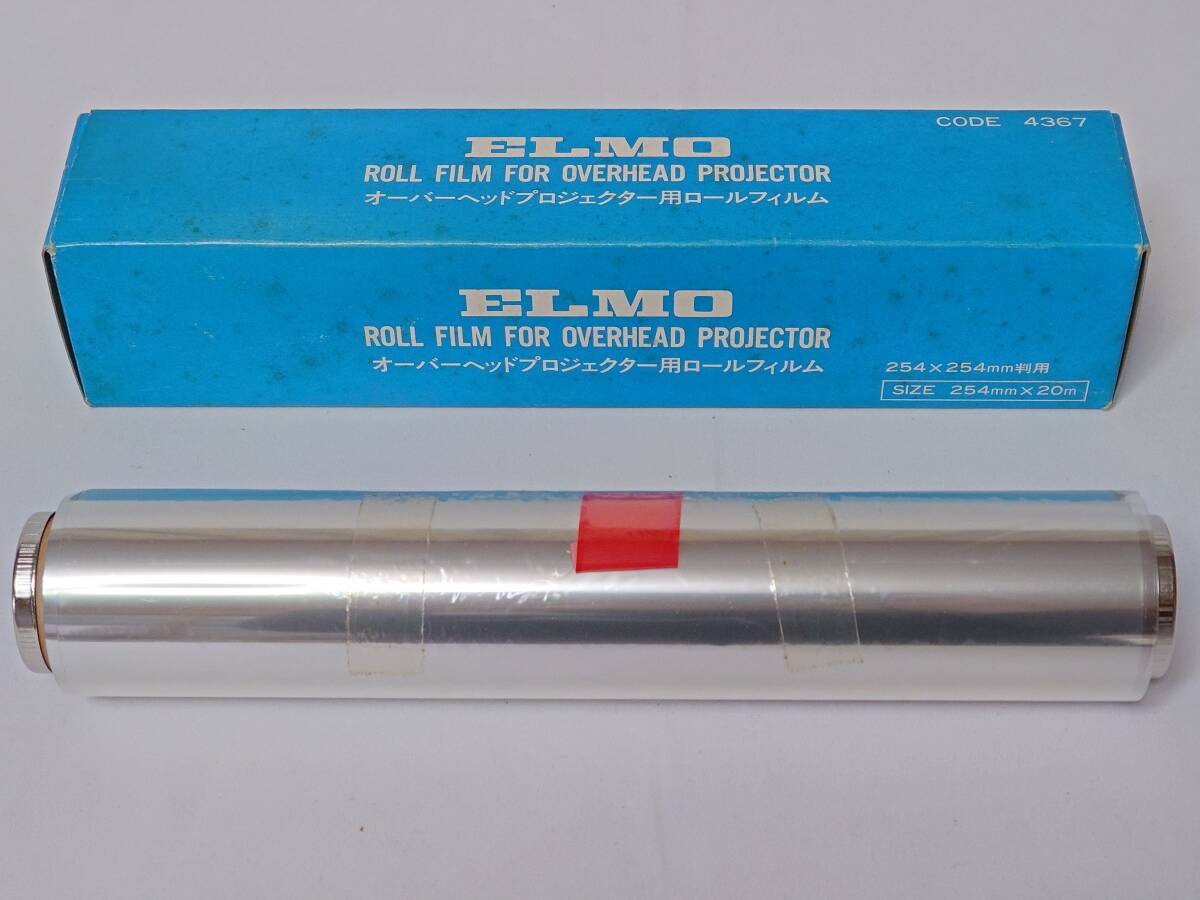 CODE 4367
ELMO
ROLL FILM FOR OVERHEAD PROJECTOR
オーバーヘッドプロジェクター用ロールフィルム
ELMO
ROLL FILM FOR OVERHEAD PROJECTOR
オーバーヘッドプロジェクター用ロールフィルム
254×254mm判用
SIZE 254mm×20m